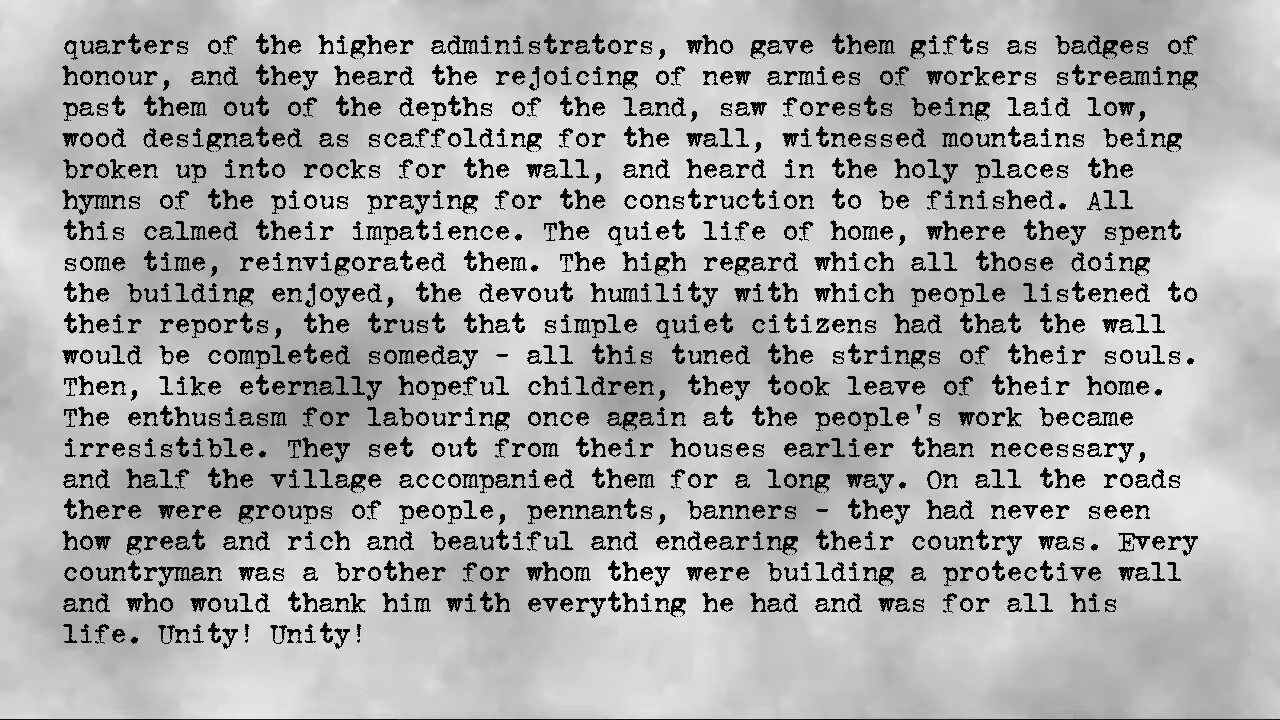 quarters of the higher administrators, who gave them gifts as badges of
honour, and they heard the rejoicing of new armies of workers streaming
past them out of the depths of the land, saw forests being laid low,
wood designated as scaffolding for the wall, witnessed mountains being
broken up into rocks for the wall, and heard in the holy places the
hymns of the pious praying for the construction to be finished. All
this calmed their impatience. The quiet life of home, where they spent
some time, reinvigorated them. The high regard which all those doing
the building enjoyed, the devout humility with which people listened to
their reports, the trust that simple quiet citizens had that the wall
would be completed someday - all this tuned the strings of their souls.
Then, like eternally hopeful children, they took leave of their home.
The enthusiasm for labouring once again at the people's work became
irresistible. They set out from their houses earlier than necessary,
and half the village accompanied them for a long way. On all the roads
there were groups of people, pennants, banners - they had never seen
how great and rich and beautiful and endearing their country was. Every
countryman was a brother for whom they were building a protective wall
and who would thank him with everything he had and was for all his
life. Unity! Unity!